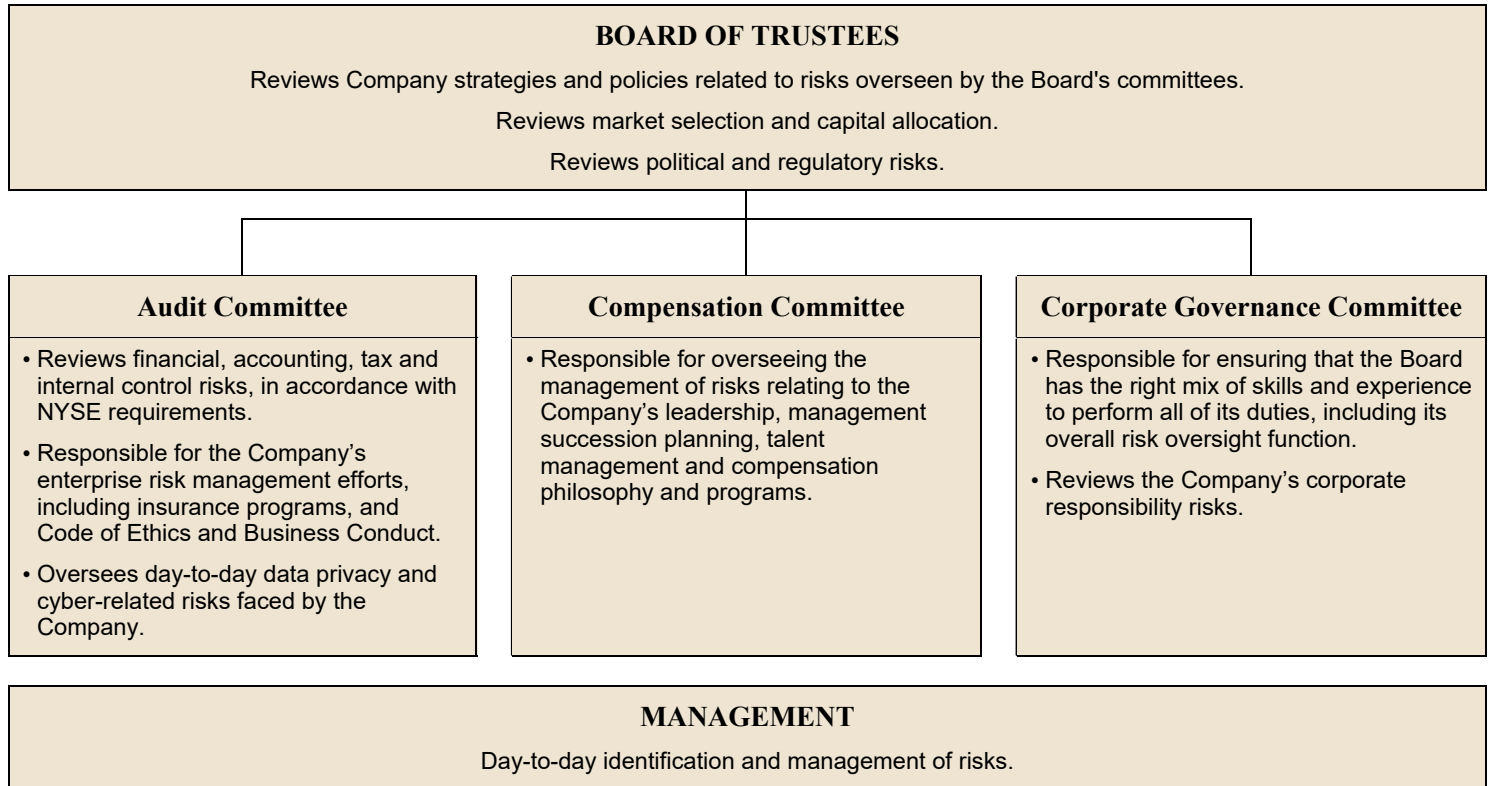 BOARD OF TRUSTEES
Reviews Company strategies and policies related to risks overseen by the Board's committees.
Reviews market selection and capital allocation.
Reviews political and regulatory risks.
Audit Committee
• Reviews financial, accounting, tax and
internal control risks, in accordance with
NYSE requirements.
• Responsible for the Company’s
enterprise risk management efforts,
including insurance programs, and
Code of Ethics and Business Conduct.
• Oversees day-to-day data privacy and
cyber-related risks faced by the
Company.
Compensation Committee
• Responsible for overseeing the
management of risks relating to the
Company’s leadership, management
succession planning, talent
management and compensation
philosophy and programs.
Corporate Governance Committee
• Responsible for ensuring that the Board
has the right mix of skills and experience
to perform all of its duties, including its
overall risk oversight function.
• Reviews the Company’s corporate
responsibility risks.
MANAGEMENT
Day-to-day identification and management of risks.